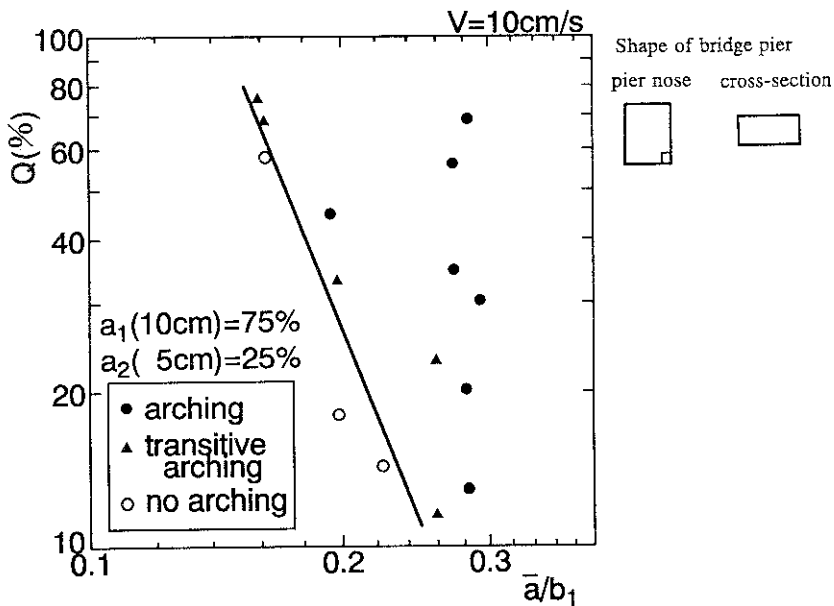 V=10cm/s
Shape of bridge pier
pier nose cross-section
100
80
60
40
20
10
Q(%)
a₁(10cm)=75%
a₂( 5cm)=25%
● arching
▲ transitive
arching
○ no arching
0.1 0.2 0.3
a̅/b₁